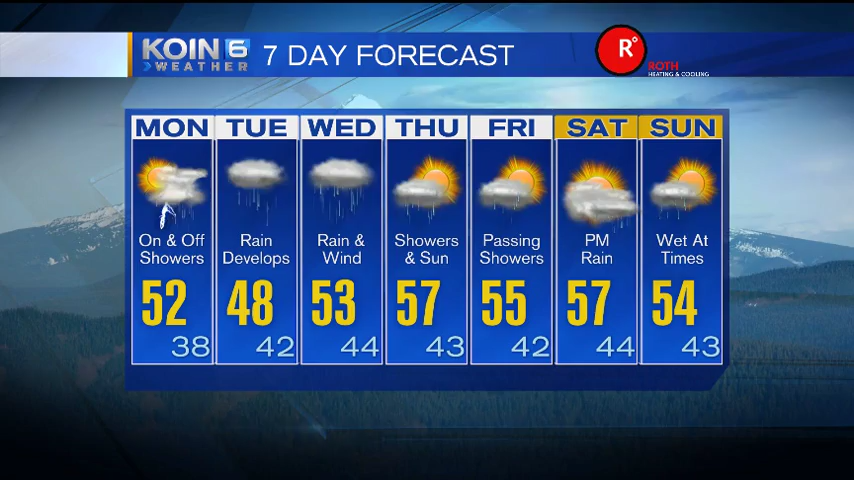 KOIN 6
WEATHER
7 DAY FORECAST
R°
ROTH
HEATING & COOLING
MON TUE WED THU FRI SAT SUN
On & Off Rain Rain & Showers Passing PM Wet At
Showers Develops Wind & Sun Showers Rain Times
52 48 53 57 55 57 54
38 42 44 43 42 44 43